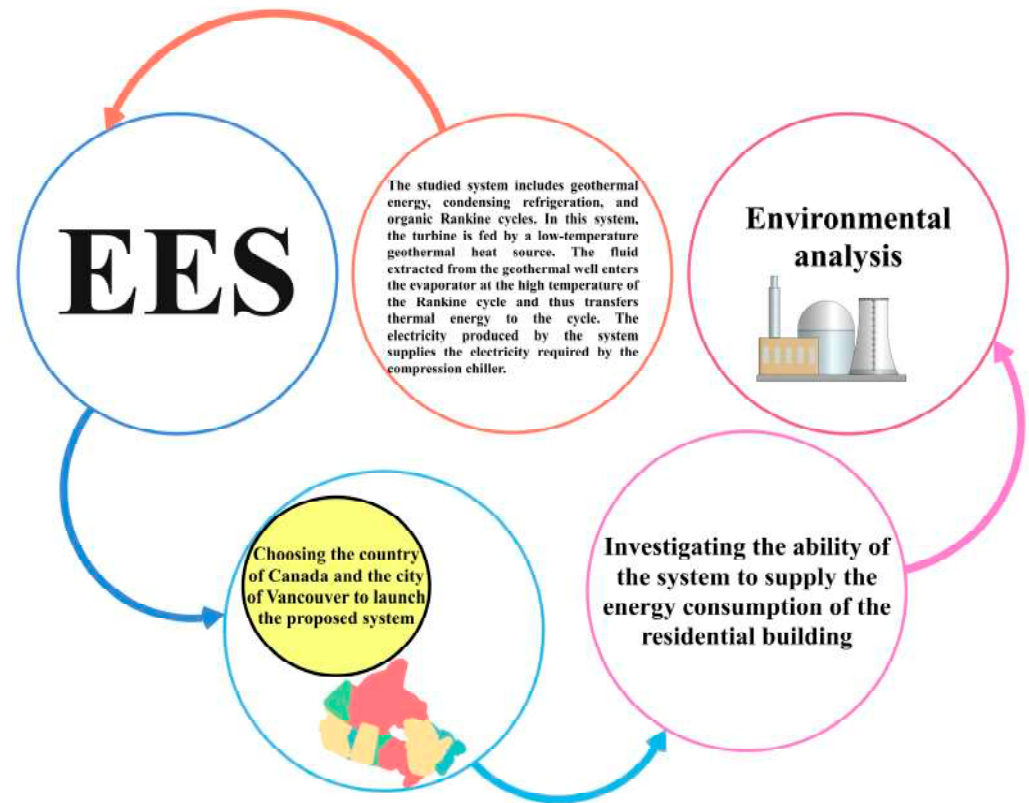 EES
The studied system includes geothermal
energy, condensing refrigeration, and
organic Rankine cycles. In this system,
the turbine is fed by a low-temperature
geothermal heat source. The fluid
extracted from the geothermal well enters
the evaporator at the high temperature of
the Rankine cycle and thus transfers
thermal energy to the cycle. The
electricity produced by the system
supplies the electricity required by the
compression chiller.
Environmental
analysis
Choosing the country
of Canada and the city
of Vancouver to launch
the proposed system
Investigating the ability of
the system to supply the
energy consumption of the
residential building